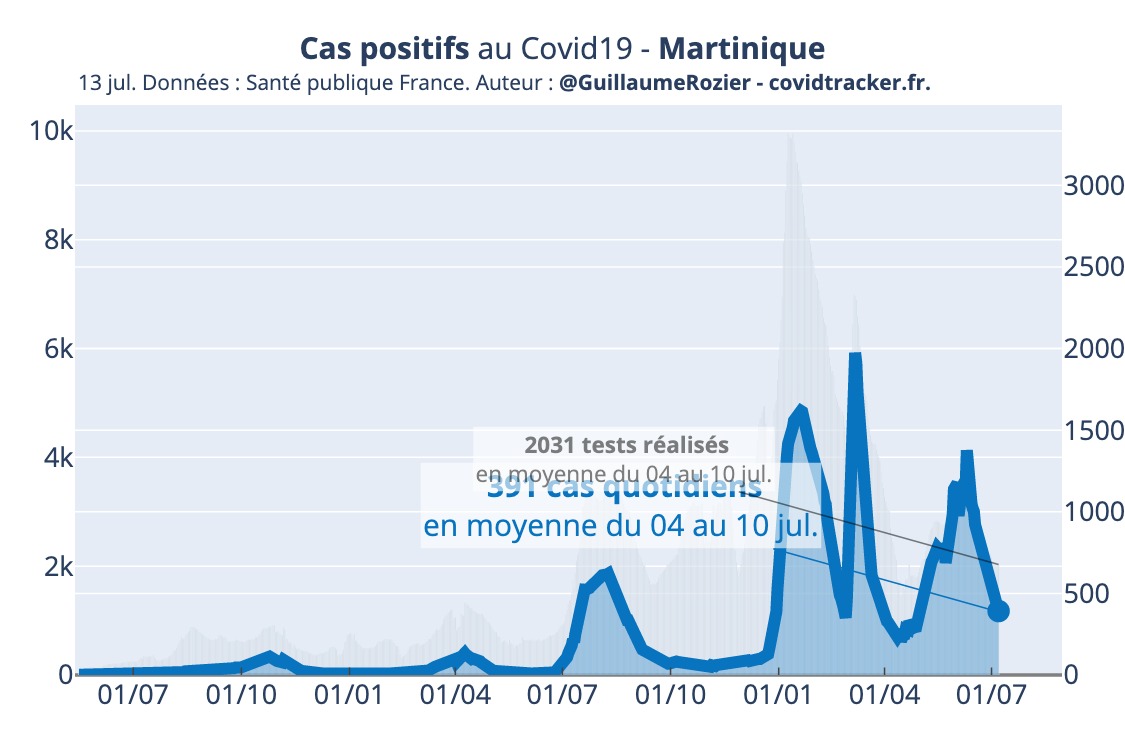 Cas positifs au Covid19 - Martinique
13 jul. Données : Santé publique France. Auteur : @GuillaumeRozier - covidtracker.fr.
10k
8k
6k
4k
2k
0
3000
2500
2000
1500
1000
500
0
2031 tests réalisés
en moyenne du 04 au 10 jul.
391 cas quotidiens
en moyenne du 04 au 10 jul.
01/07 01/10 01/01 01/04 01/07 01/10 01/01 01/04 01/07